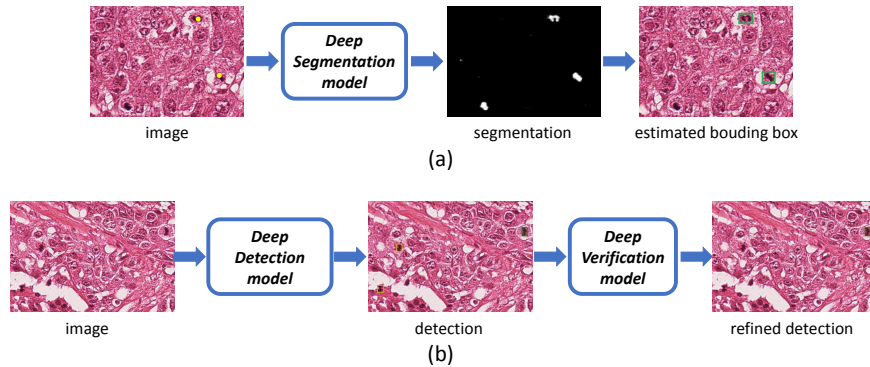 Deep
Segmentation
model
image
segmentation
estimated bouding box
(a)
Deep
Detection
model
Deep
Verification
model
image
detection
refined detection
(b)